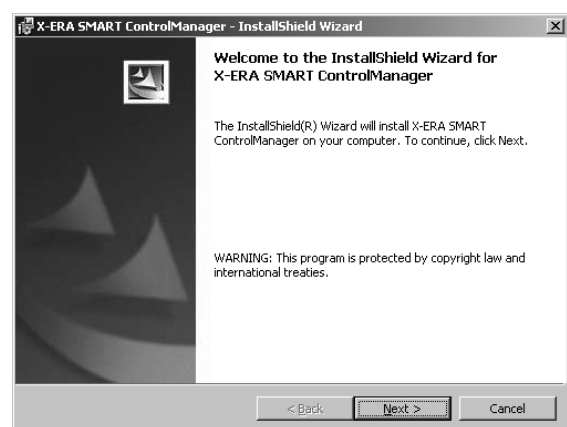 X-ERA SMART ControlManager - InstallShield Wizard
Welcome to the InstallShield Wizard for
X-ERA SMART ControlManager
The InstallShield(R) Wizard will install X-ERA SMART
ControlManager on your computer. To continue, click Next.
WARNING: This program is protected by copyright law and
international treaties.
< Back
Next >
Cancel